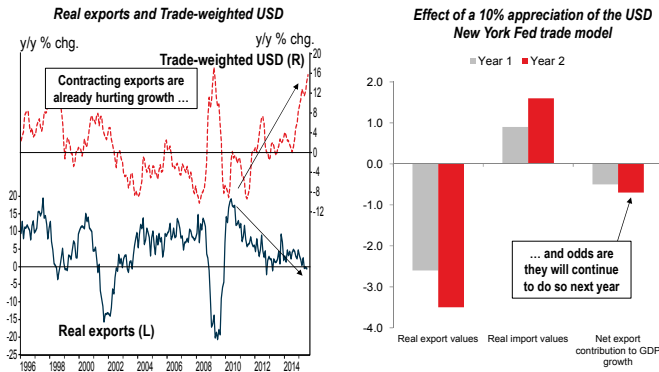 Real exports and Trade-weighted USD
y/y % chg.
y/y % chg.
Trade-weighted USD (R)
Contracting exports are
already hurting growth ...
20
16
12
8
4
0
-4
-8
-12
20
15
10
5
0
-5
-10
-15
-20
-25
Real exports (L)
1996 1998 2000 2002 2004 2006 2008 2010 2012 2014
Effect of a 10% appreciation of the USD
New York Fed trade model
Year 1 Year 2
2.0
1.0
0.0
-1.0
-2.0
-3.0
-4.0
... and odds are
they will continue
to do so next year
Real export values Real import values Net export
contribution to GDP
growth